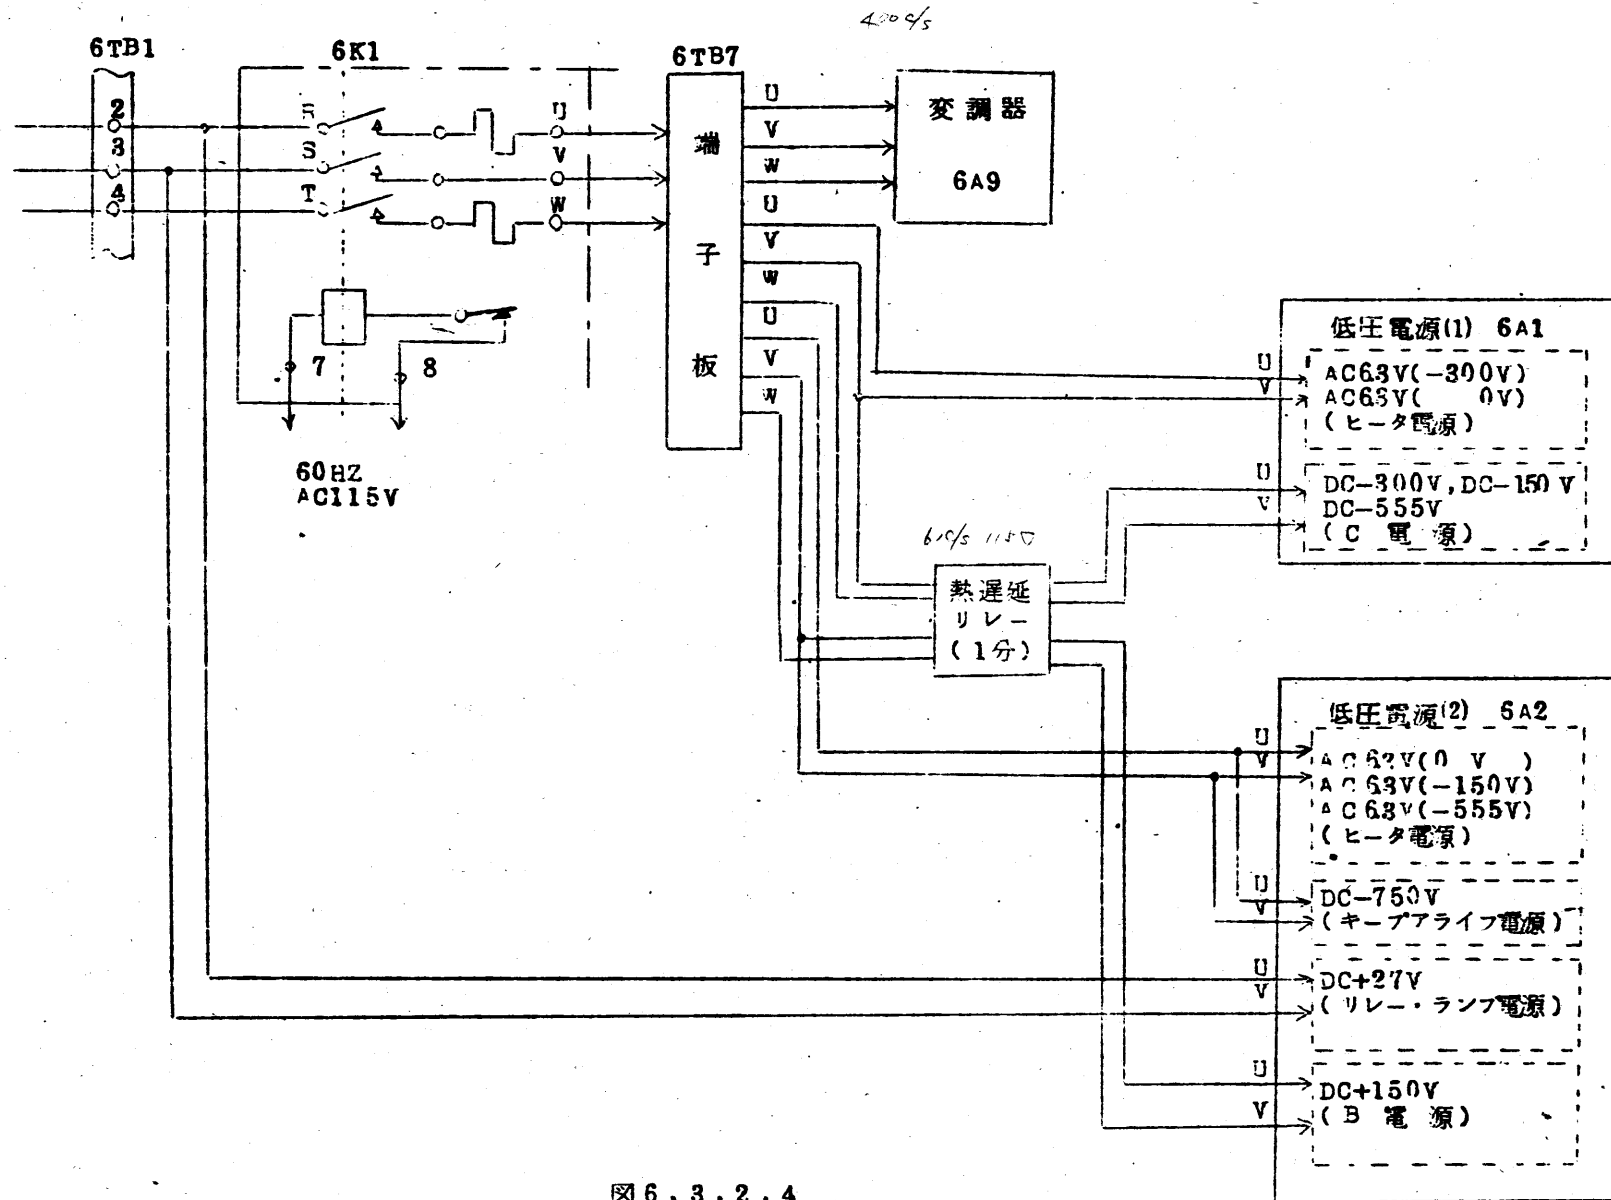 6TB1
6K1
6TB7
2
3
4
S
T
U
V
W
7
8
60HZ
AC115V
端子板
U
V
W
U
V
W
U
V
W
変調器
6A9
熱遅延
リレー
(1分)
低圧電源(1) 6A1
U
V
AC6.3V(-300V)
AC6.3V( 0V)
(ヒータ電源)
U
V
DC-300V,DC-150V
DC-555V
(C 電 源)
低圧電源(2) 6A2
U
V
AC6.3V(0 V )
AC6.3V(-150V)
AC6.3V(-555V)
(ヒータ電源)
U
V
DC-750V
(キープアライブ電源)
U
V
DC+27V
(リレー・ランプ電源)
U
V
DC+150V
(B 電 源)
図6.3.2.4